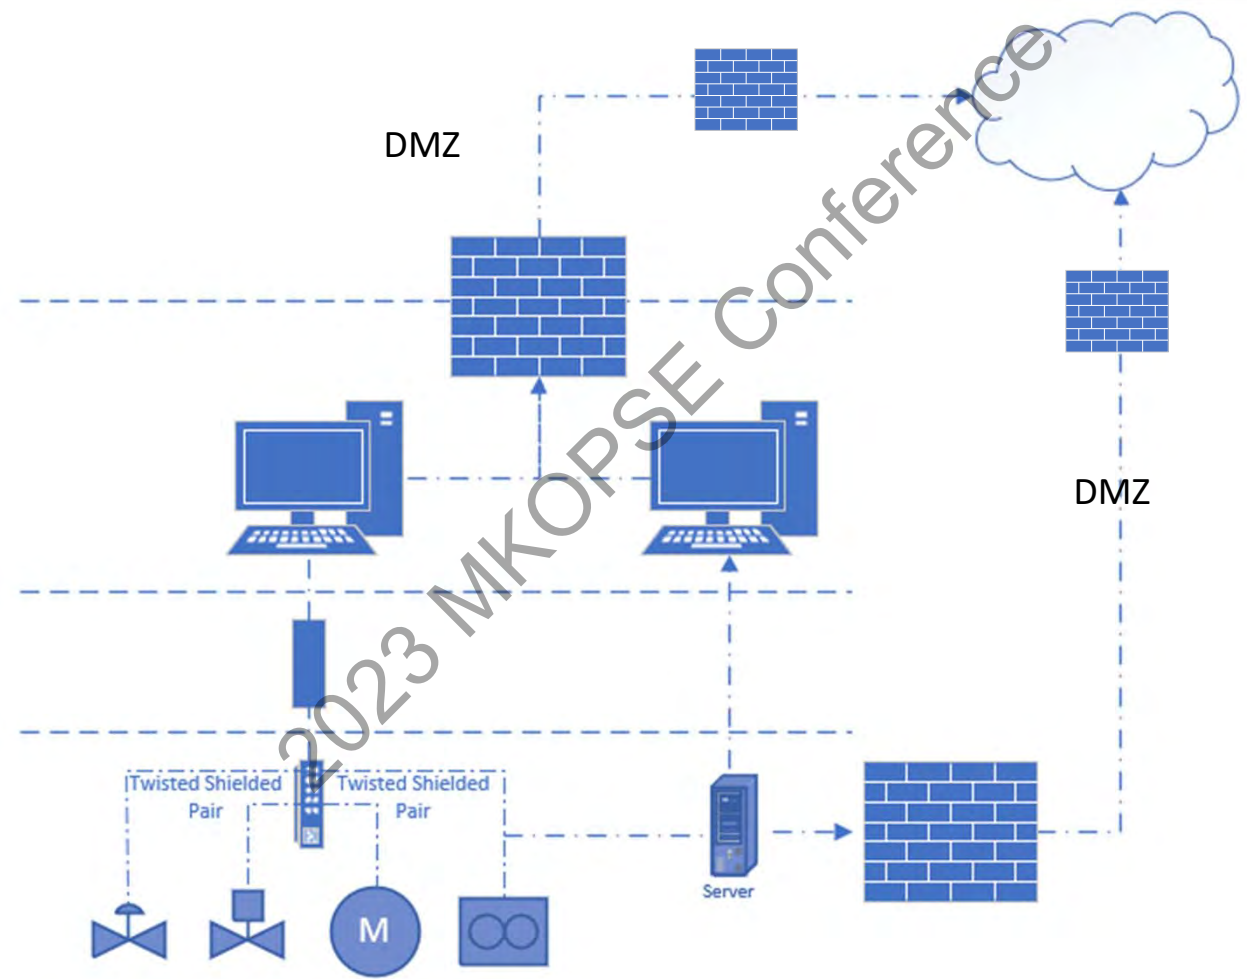 DMZ
2023 MKOPSE Conference
DMZ
Twisted Shielded
Pair
Twisted Shielded
Pair
M
Server